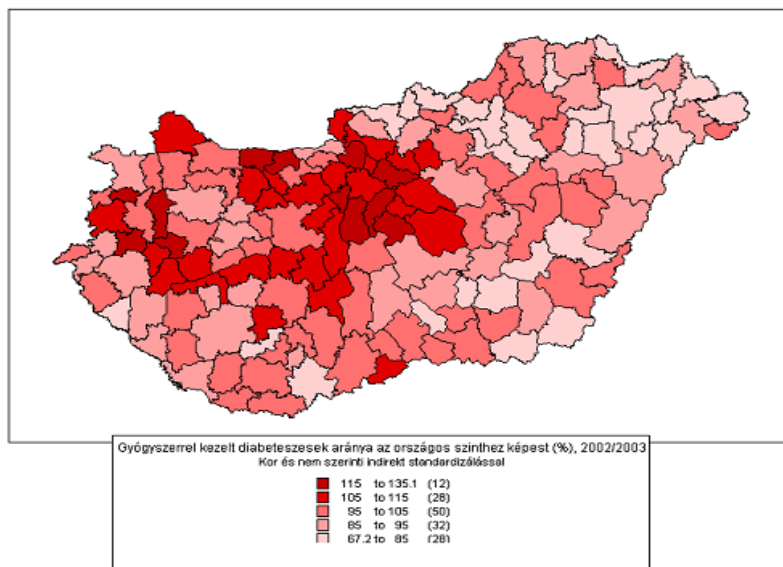 Gyógyszerrel kezelt diabeteszesek aránya az országos szinthez képest (%), 2002/2003
Kor és nem szerinti indirekt standardizálással
115 to 135.1 (12)
105 to 115 (28)
95 to 105 (50)
85 to 95 (32)
67.2 to 85 (28)